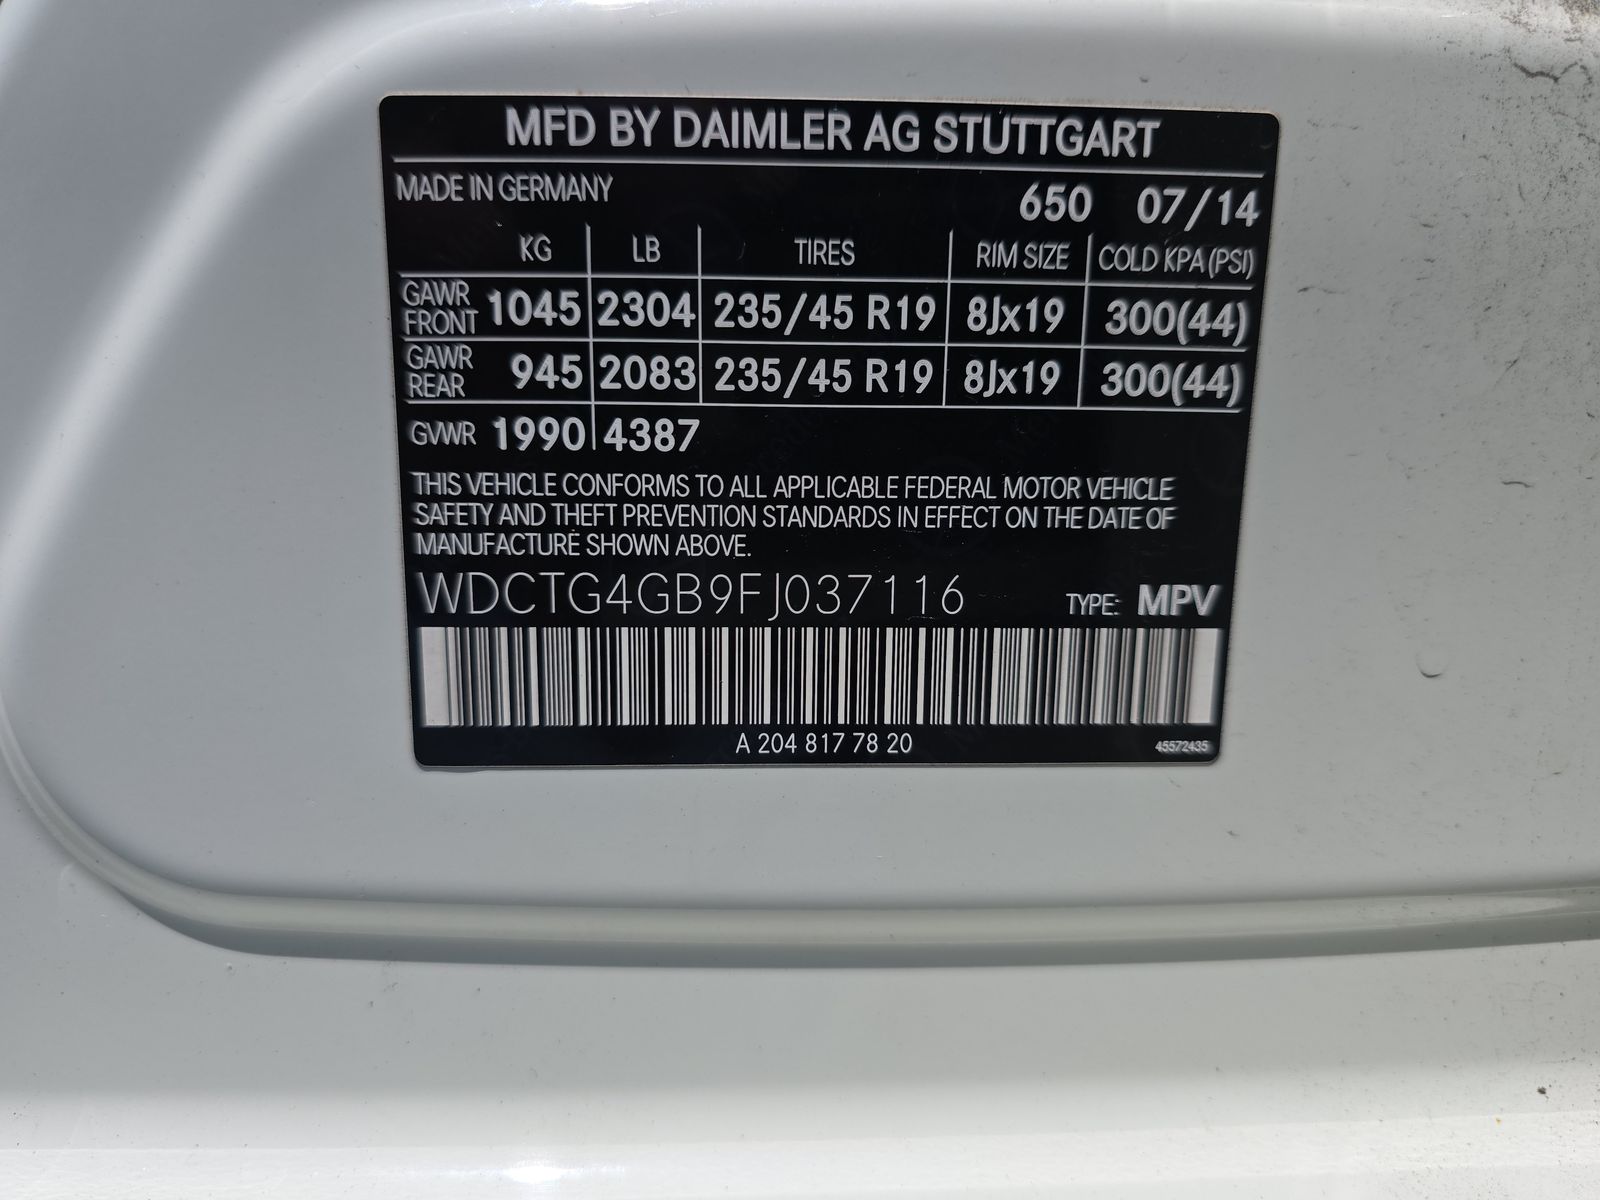 MFD BY DAIMLER AG STUTTGART
MADE IN GERMANY 650 07/14
KG LB TIRES RIM SIZE COLD KPA (PSI)
GAWR FRONT 1045 2304 235/45 R19 8Jx19 300(44)
GAWR REAR 945 2083 235/45 R19 8Jx19 300(44)
GVWR 1990 4387
THIS VEHICLE CONFORMS TO ALL APPLICABLE FEDERAL MOTOR VEHICLE
SAFETY AND THEFT PREVENTION STANDARDS IN EFFECT ON THE DATE OF
MANUFACTURE SHOWN ABOVE.
WDCTG4GB9FJ037116 TYPE: MPV
A 204 817 78 20 45572435